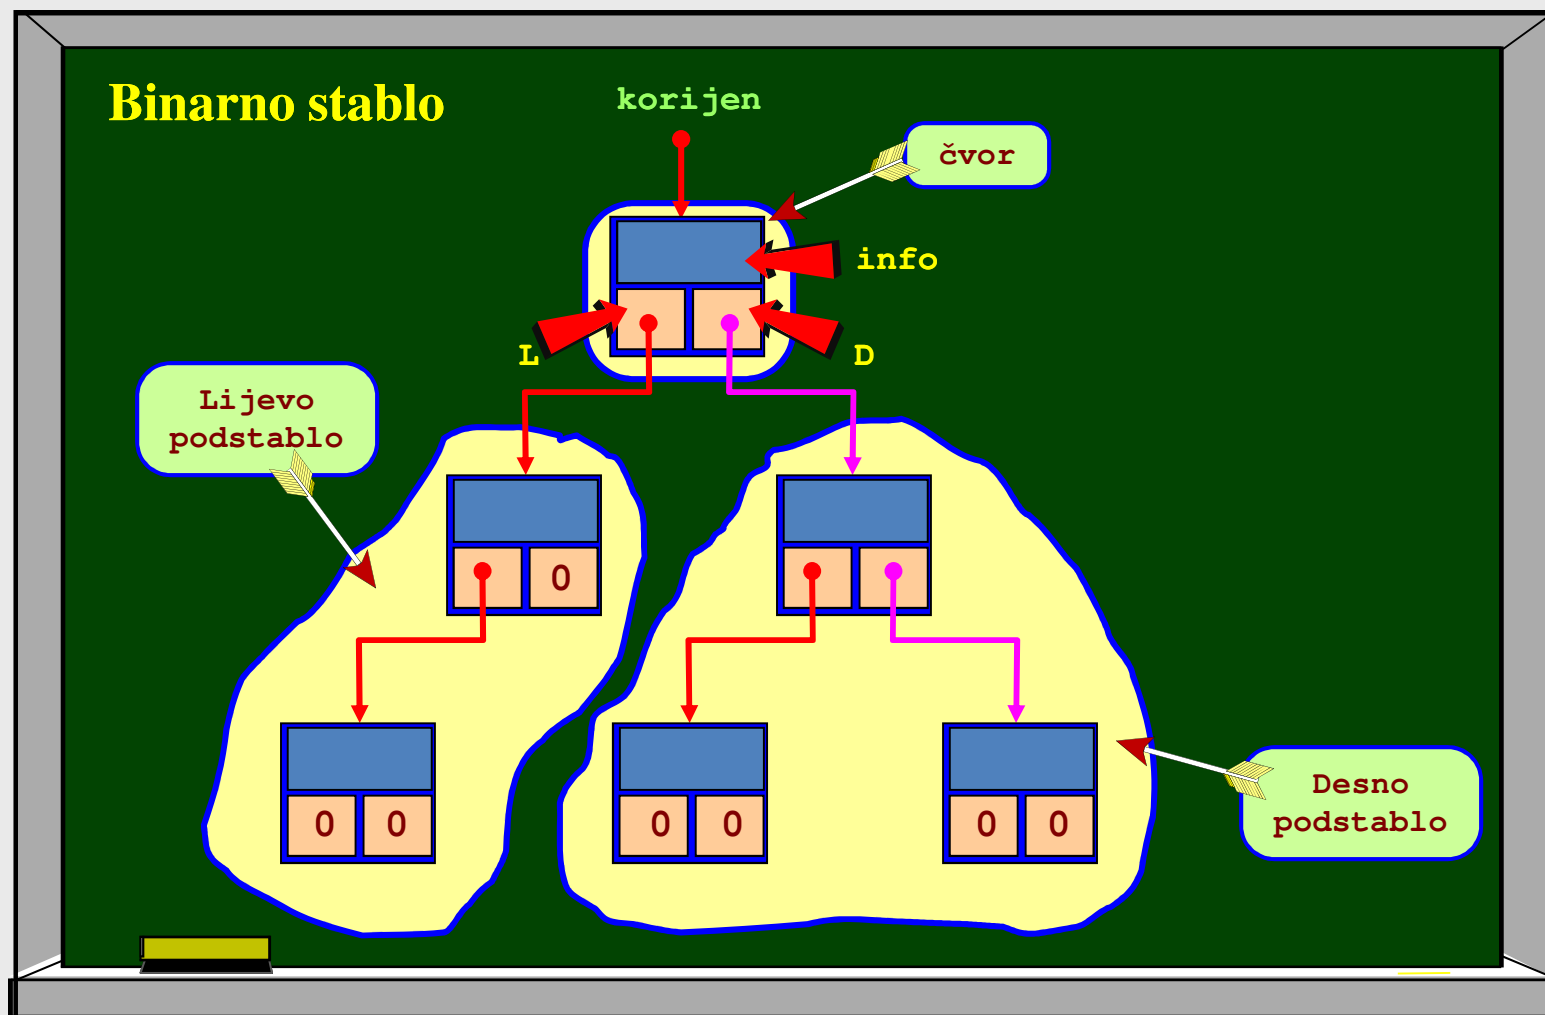 Binarno stablo
korijen
čvor
info
L
D
Lijevo
podstablo
0
0 0
0 0
0 0
Desno
podstablo